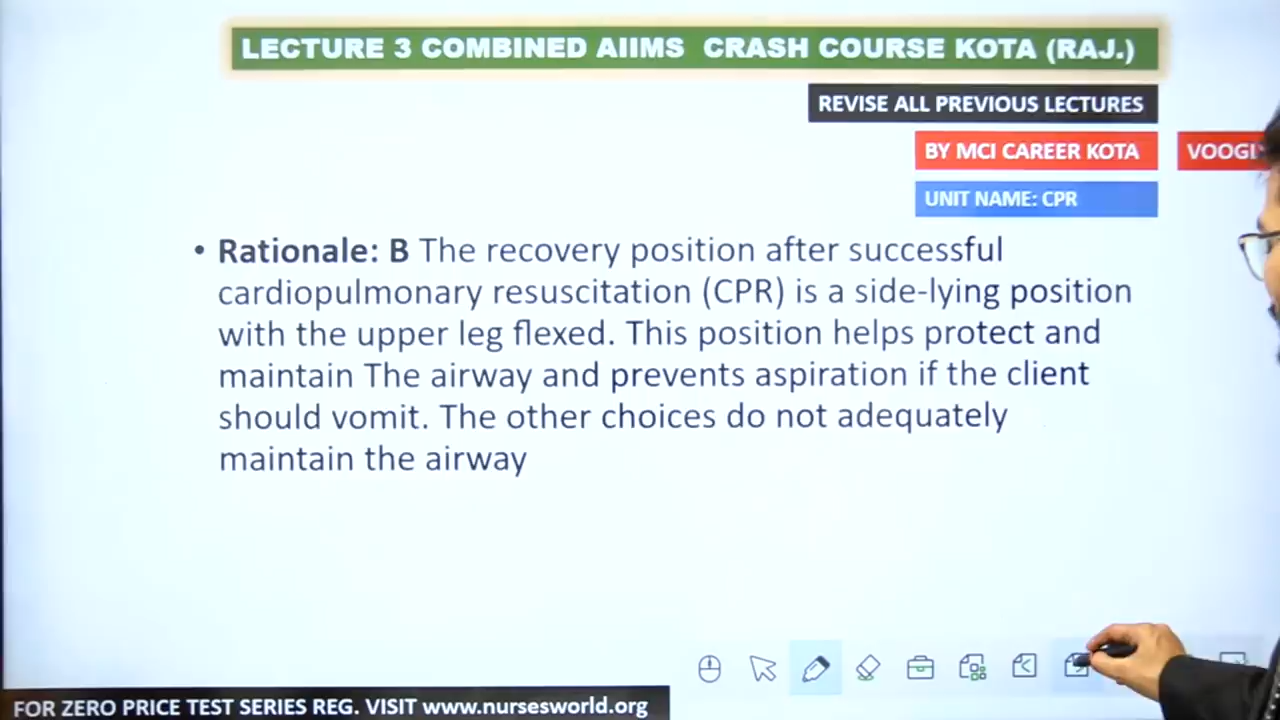 LECTURE 3 COMBINED AIIMS CRASH COURSE KOTA (RAJ.)
REVISE ALL PREVIOUS LECTURES
BY MCI CAREER KOTA
UNIT NAME: CPR
• Rationale: B The recovery position after successful
cardiopulmonary resuscitation (CPR) is a side-lying position
with the upper leg flexed. This position helps protect and
maintain The airway and prevents aspiration if the client
should vomit. The other choices do not adequately
maintain the airway
FOR ZERO PRICE TEST SERIES REG. VISIT www.nursesworld.org